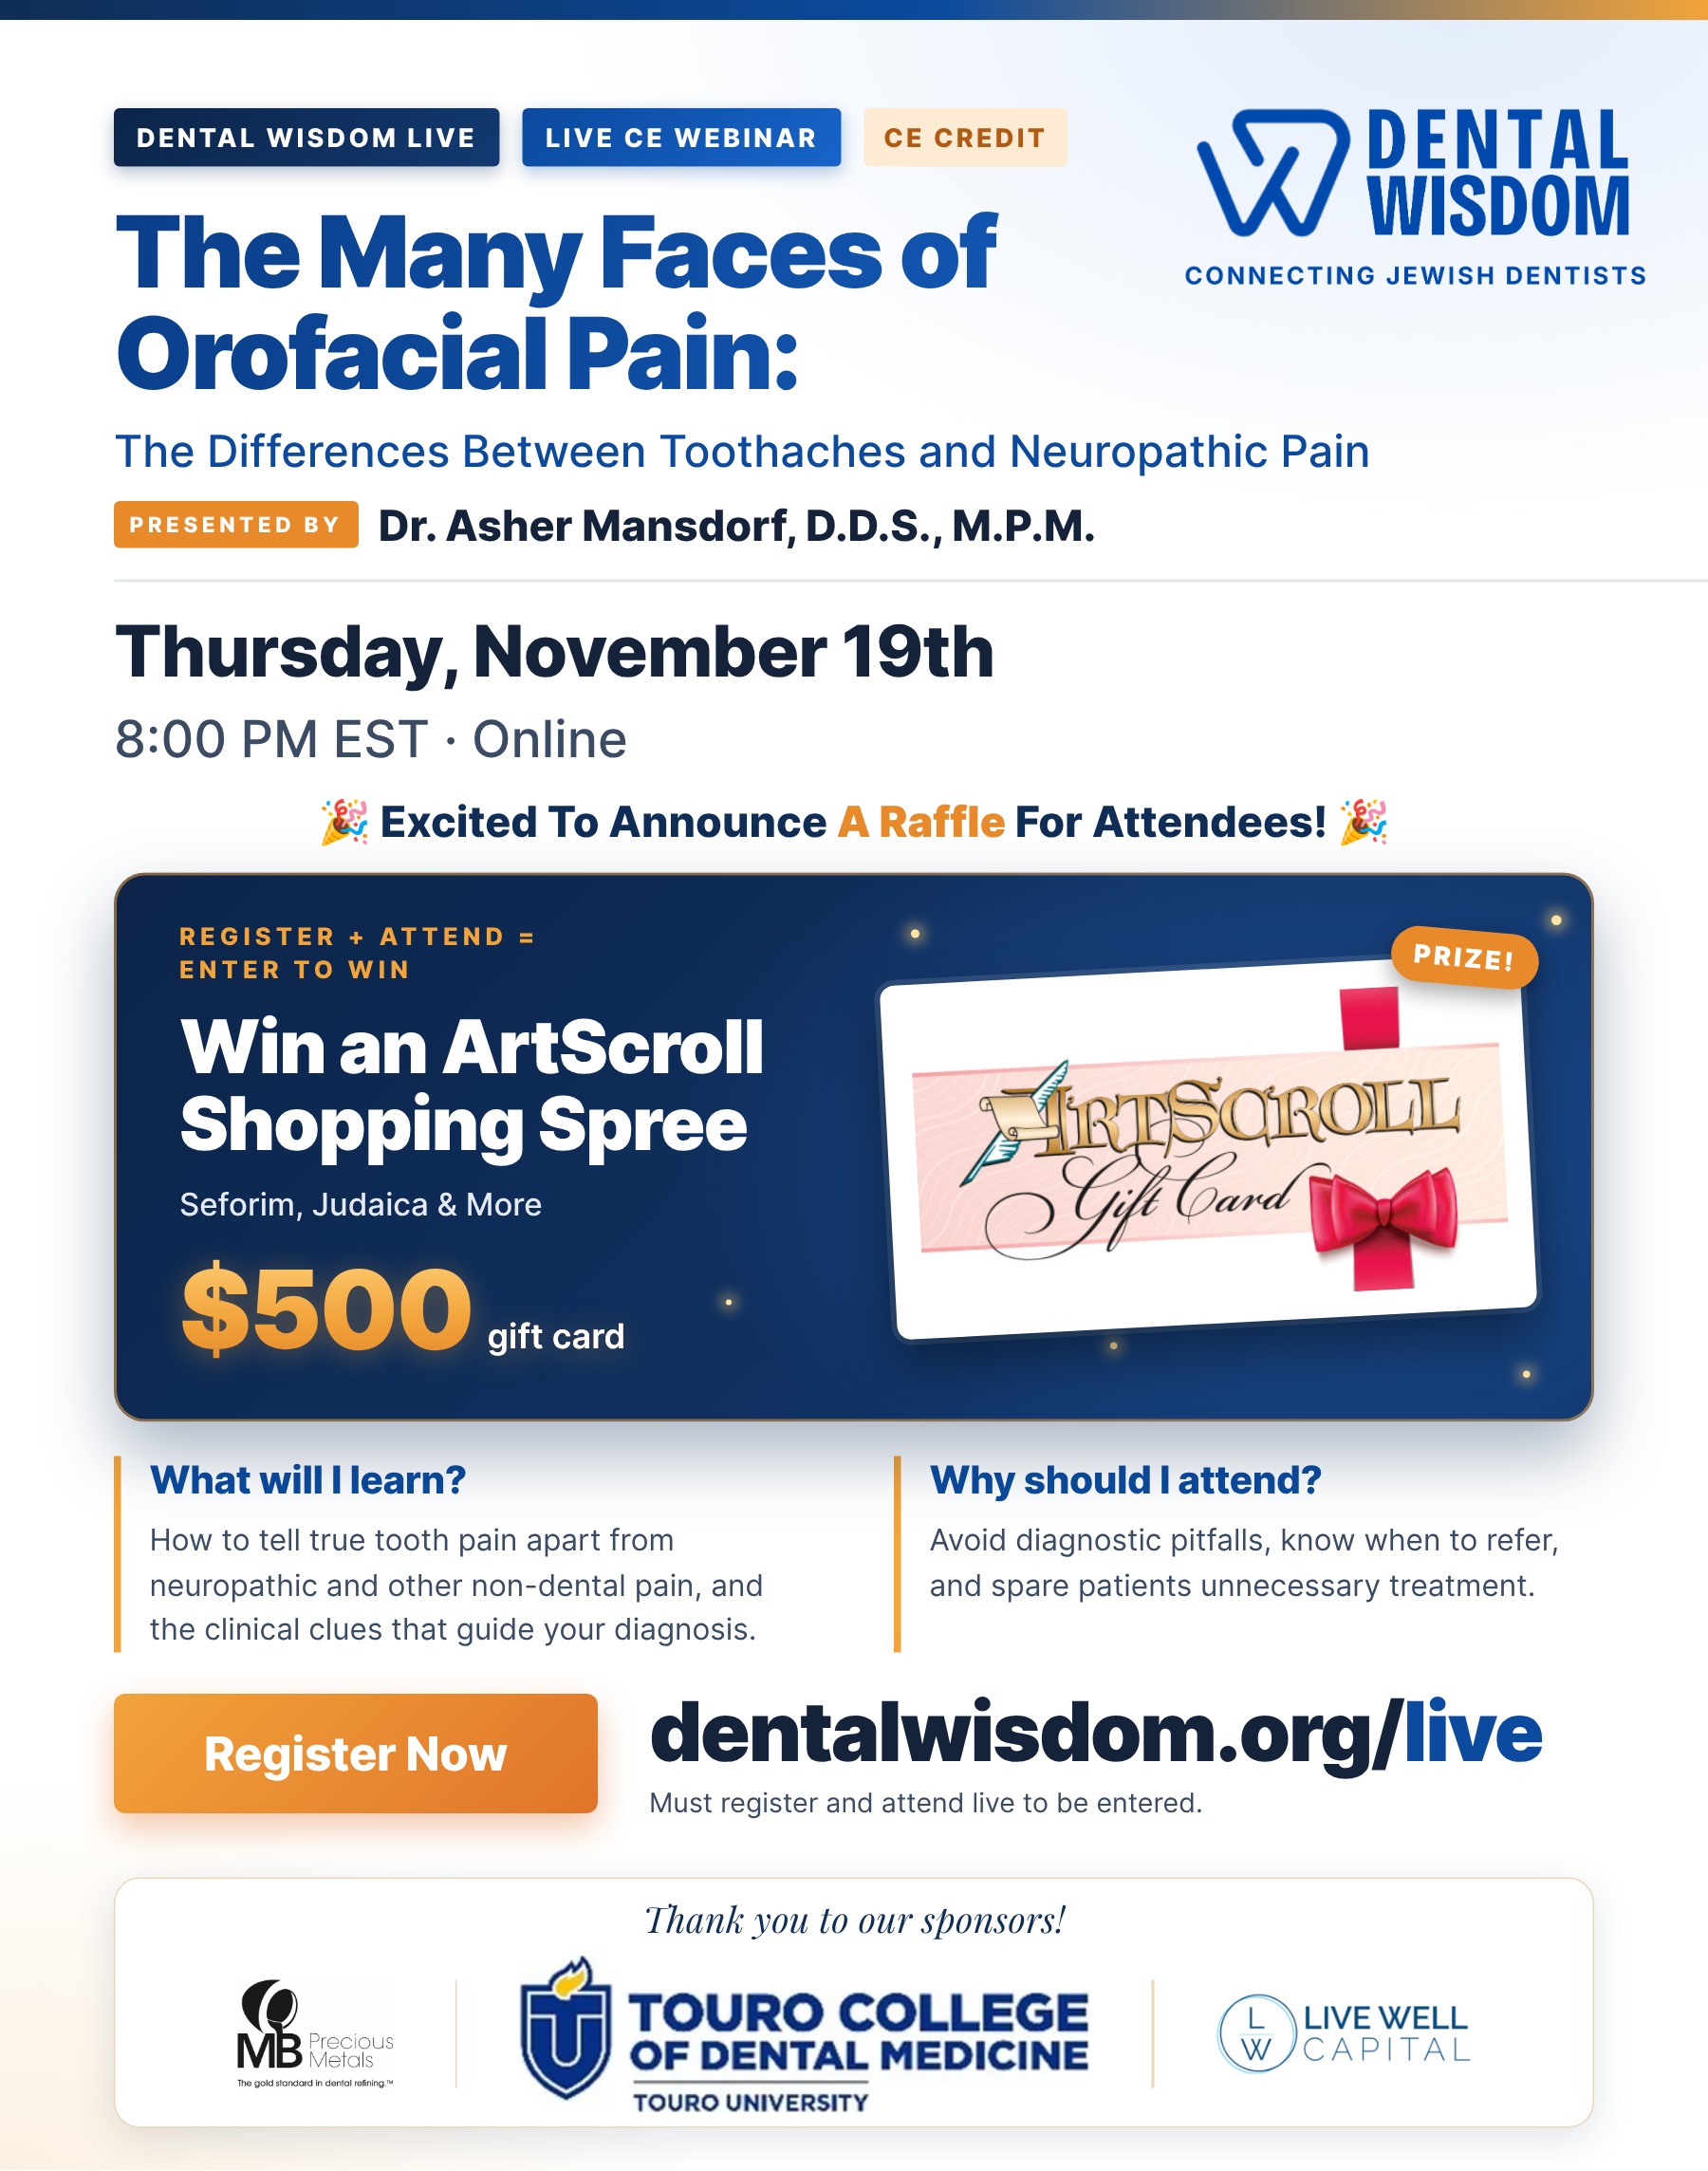 DENTAL WISDOM LIVE
LIVE CE WEBINAR
CE CREDIT
DENTAL
WISDOM
CONNECTING JEWISH DENTISTS
The Many Faces of
Orofacial Pain:
The Differences Between Toothaches and Neuropathic Pain
PRESENTED BY Dr. Asher Mansdorf, D.D.S., M.P.M.
Thursday, November 19th
8:00 PM EST · Online
🎉 Excited To Announce A Raffle For Attendees! 🎉
REGISTER + ATTEND =
ENTER TO WIN
Win an ArtScroll
Shopping Spree
Seforim, Judaica & More
$500 gift card
PRIZE!
ARTSCROLL
Gift Card
What will I learn?
How to tell true tooth pain apart from
neuropathic and other non-dental pain, and
the clinical clues that guide your diagnosis.
Why should I attend?
Avoid diagnostic pitfalls, know when to refer,
and spare patients unnecessary treatment.
Register Now
dentalwisdom.org/live
Must register and attend live to be entered.
Thank you to our sponsors!
MB Precious
Metals
The gold standard in dental refining.™
TOURO COLLEGE
OF DENTAL MEDICINE
TOURO UNIVERSITY
L
W
LIVE WELL
CAPITAL